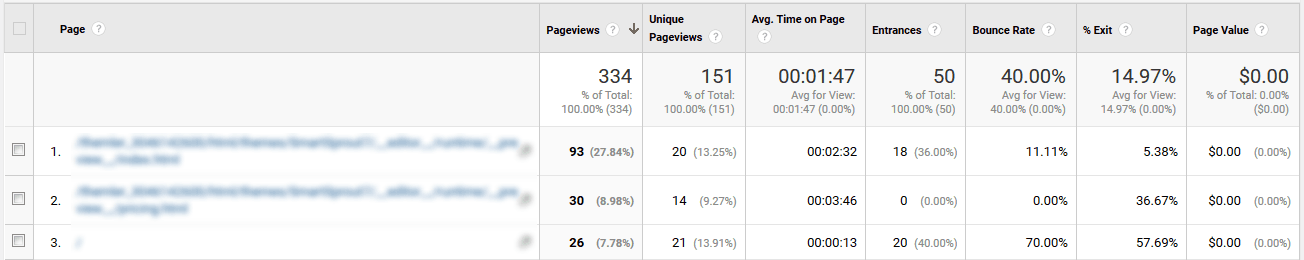 Page ? Pageviews ? Unique Pageviews ? Avg. Time on Page ? Entrances ? Bounce Rate ? % Exit ? Page Value ?
334 151 00:01:47 50 40.00% 14.97% $0.00
% of Total: % of Total: Avg for View: % of Total: Avg for View: Avg for View: % of Total: 0.00%
100.00% (334) 100.00% (151) 00:01:47 (0.00%) 100.00% (50) 40.00% (0.00%) 14.97% (0.00%) ($0.00)
1. 93 (27.84%) 20 (13.25%) 00:02:32 18 (36.00%) 11.11% 5.38% $0.00 (0.00%)
2. 30 (8.98%) 14 (9.27%) 00:03:46 0 (0.00%) 0.00% 36.67% $0.00 (0.00%)
3. 26 (7.78%) 21 (13.91%) 00:00:13 20 (40.00%) 70.00% 57.69% $0.00 (0.00%)